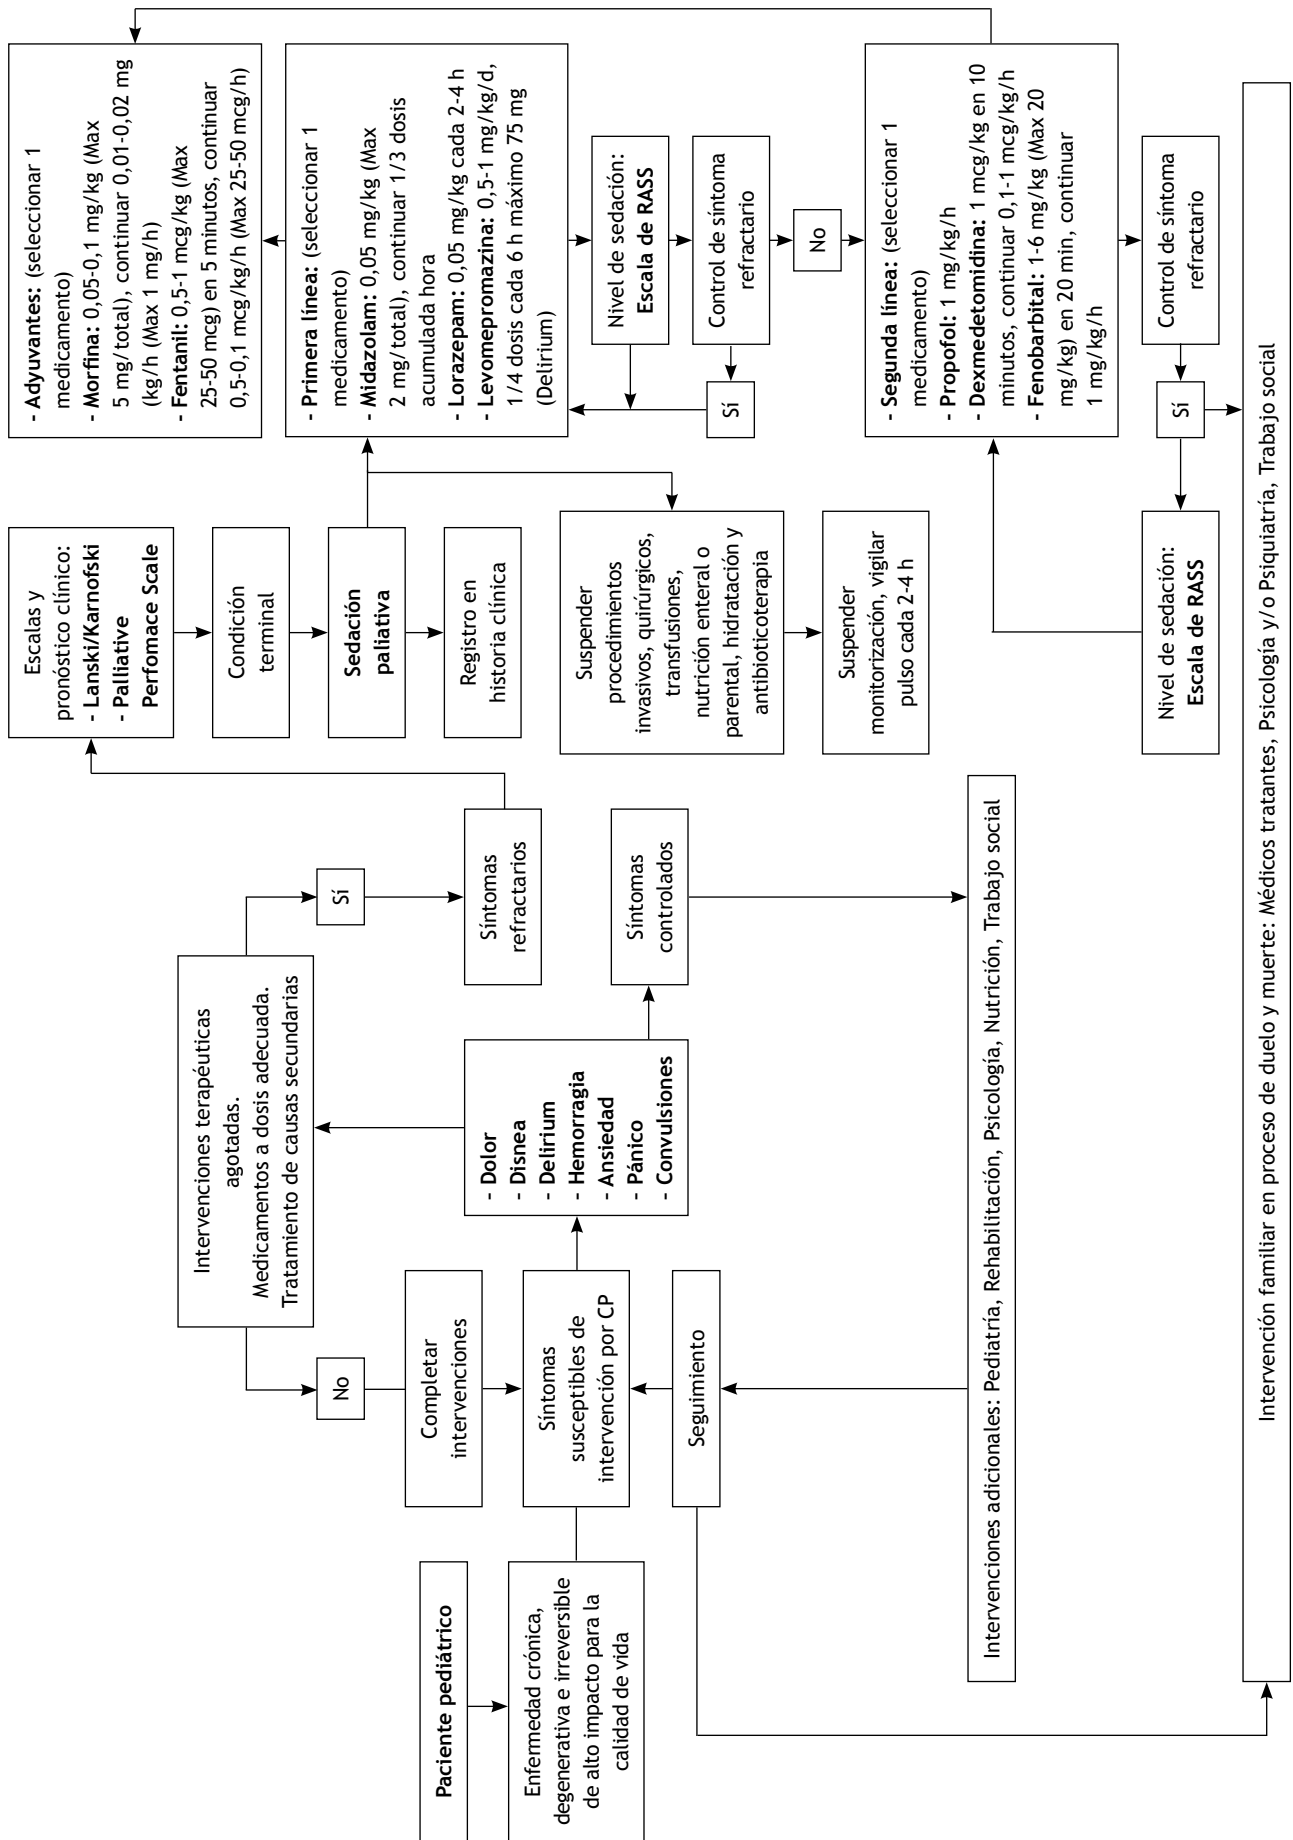 Paciente pediátrico
Enfermedad crónica,
degenerativa e irreversible
de alto impacto para la
calidad de vida
Intervenciones terapéuticas
agotadas.
Medicamentos a dosis adecuada.
Tratamiento de causas secundarias
No
Completar
intervenciones
Síntomas
susceptibles de
intervención por CP
Seguimiento
- Dolor
- Disnea
- Delirium
- Hemorragia
- Ansiedad
- Pánico
- Convulsiones
Sí
Síntomas
refractarios
Síntomas
controlados
Intervenciones adicionales: Pediatría, Rehabilitación, Psicología, Nutrición, Trabajo social
Escalas y
pronóstico clínico:
- Lanski/Karnofski
- Palliative
Perfomace Scale
Condición
terminal
Sedación
paliativa
Registro en
historia clínica
Suspender
procedimientos
invasivos, quirúrgicos,
transfusiones,
nutrición enteral o
parental, hidratación y
antibioticoterapia
Suspender
monitorización, vigilar
pulso cada 2-4 h
- Adyuvantes: (seleccionar 1
medicamento)
- Morfina: 0,05-0,1 mg/kg (Max
5 mg/total), continuar 0,01-0,02 mg
(kg/h (Max 1 mg/h)
- Fentanil: 0,5-1 mcg/kg (Max
25-50 mcg) en 5 minutos, continuar
0,5-0,1 mcg/kg/h (Max 25-50 mcg/h)
- Primera línea: (seleccionar 1
medicamento)
- Midazolam: 0,05 mg/kg (Max
2 mg/total), continuar 1/3 dosis
acumulada hora
- Lorazepam: 0,05 mg/kg cada 2-4 h
- Levomepromazina: 0,5-1 mg/kg/d,
1/4 dosis cada 6 h máximo 75 mg
(Delirium)
Nivel de sedación:
Escala de RASS
Control de síntoma
refractario
Sí
No
- Segunda línea: (seleccionar 1
medicamento)
- Propofol: 1 mg/kg/h
- Dexmedetomidina: 1 mcg/kg en 10
minutos, continuar 0,1-1 mcg/kg/h
- Fenobarbital: 1-6 mg/kg (Max 20
mg/kg) en 20 min, continuar
1 mg/kg/h
Control de síntoma
refractario
Sí
Nivel de sedación:
Escala de RASS
Intervención familiar en proceso de duelo y muerte: Médicos tratantes, Psicología y/o Psiquiatría, Trabajo social